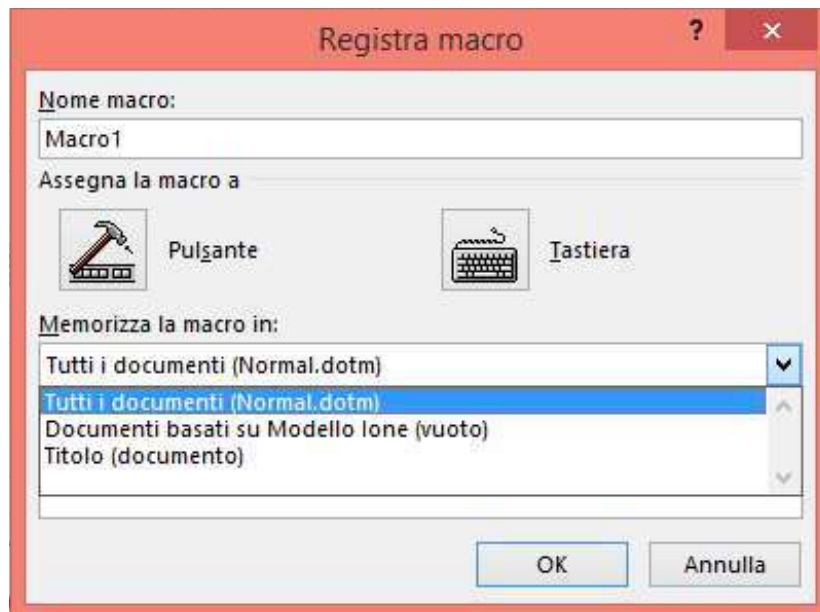 Registra macro ? ×
Nome macro:
Macro1
Assegna la macro a
Pulsante Tastiera
Memorizza la macro in:
Tutti i documenti (Normal.dotm)
Tutti i documenti (Normal.dotm)
Documenti basati su Modello Ione (vuoto)
Titolo (documento)
OK Annulla